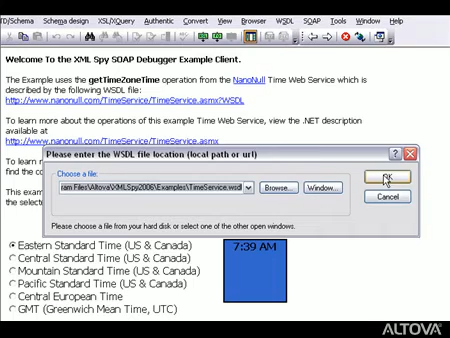 TD/Schema Schema design XSL/XQuery Authentic Convert View Browser WSDL SOAP Tools Window Help
Welcome To the XML Spy SOAP Debugger Example Client.
The Example uses the getTimeZoneTime operation from the NanoNull Time Web Service which is
described by the following WSDL file:
http://www.nanonull.com/TimeService/TimeService.asmx?WSDL
To learn more about the operations of this example Time Web Service, view the .NET description
available at
http://www.nanonull.com/TimeService/TimeService.asmx
To learn
find the co
This exam
the selecte
Please enter the WSDL file location (local path or url)
Choose a file:
ram Files\Altova\XMLSpy2006\Examples\TimeService.wsdl
Browse... Window...
OK
Cancel
Please choose a file from your hard disk or select one of the other open windows.
Eastern Standard Time (US & Canada)
Central Standard Time (US & Canada)
Mountain Standard Time (US & Canada)
Pacific Standard Time (US & Canada)
Central European Time
GMT (Greenwich Mean Time, UTC)
7:39 AM
ALTOVA